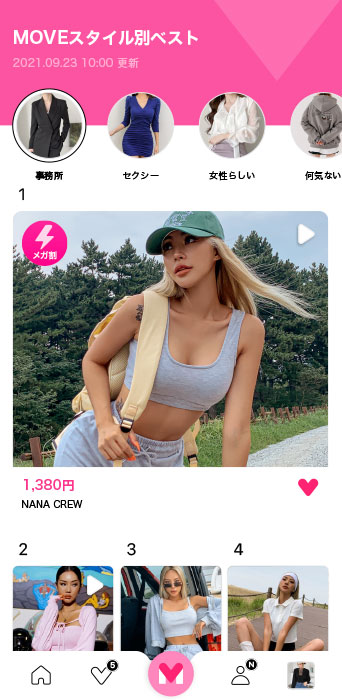 MOVEスタイル別ベスト
2021.09.23 10:00 更新
事務所
セクシー
女性らしい
何気ない
1
メガ割
1,380円
NANA CREW
2
3
4
5
M
N